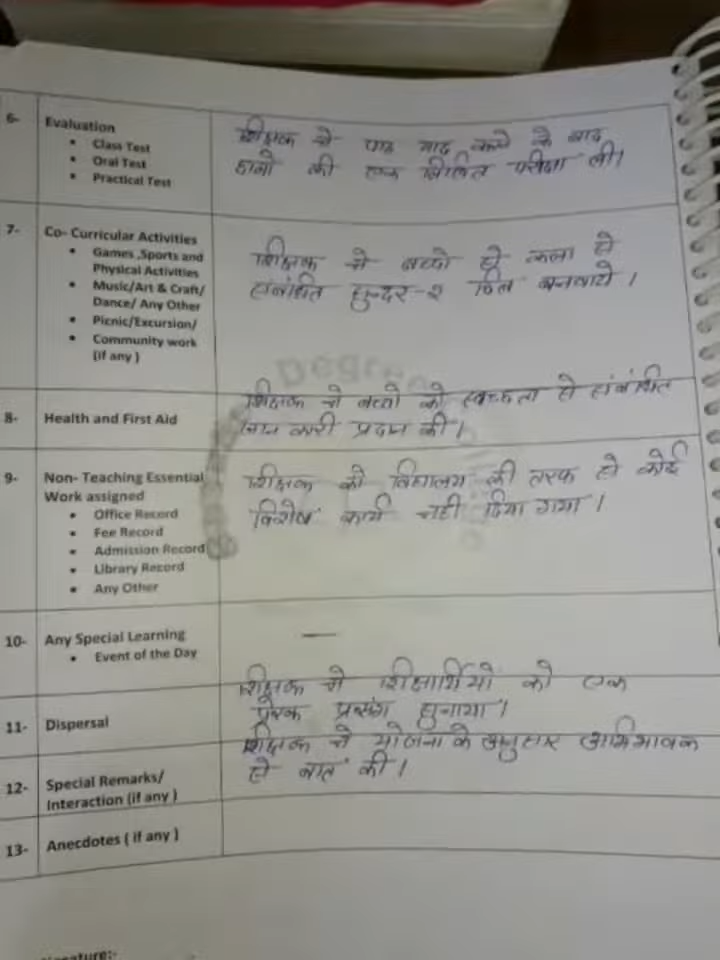 6-
Evaluation
• Class Test
• Oral Test
• Practical Test
शिक्षक ने पाठ याद करने के बाद
छात्रों की एक लिखित परीक्षा ली।
7-
Co- Curricular Activities
• Games ,Sports and
Physical Activities
• Music/Art & Craft/
Dance/ Any Other
• Picnic/Excursion/
• Community work
(if any )
शिक्षक ने बच्चो से कला से
संबंधित सुन्दर-२ चित्र बनवाये।
8-
Health and First Aid
शिक्षक ने बच्चो को स्वच्छता से संबंधित
जानकारी प्रदान की।
9-
Non- Teaching Essential
Work assigned
• Office Record
• Fee Record
• Admission Record
• Library Record
• Any Other
शिक्षक को विद्यालय की तरफ से कोई
विशेष कार्य नही दिया गया।
10-
Any Special Learning
• Event of the Day
—
11-
Dispersal
शिक्षक ने शिक्षार्थियों को एक
प्रेरक प्रसंग सुनाया।
12-
Special Remarks/
Interaction (if any )
शिक्षक ने योजना के अनुसार अभिभावक
से बात की।
13-
Anecdotes ( if any )
Degree